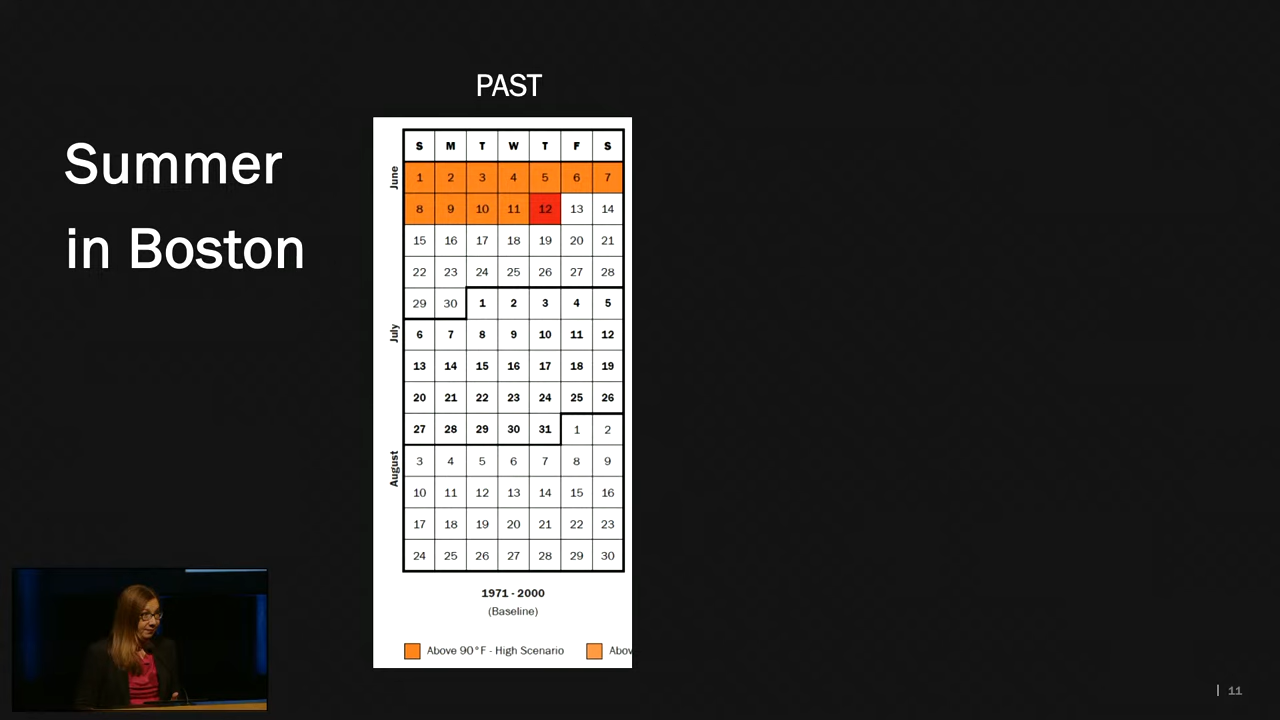 PAST
Summer
in Boston
S M T W T F S
June
1 2 3 4 5 6 7
8 9 10 11 12 13 14
15 16 17 18 19 20 21
22 23 24 25 26 27 28
29 30 1 2 3 4 5
July
6 7 8 9 10 11 12
13 14 15 16 17 18 19
20 21 22 23 24 25 26
27 28 29 30 31 1 2
August
3 4 5 6 7 8 9
10 11 12 13 14 15 16
17 18 19 20 21 22 23
24 25 26 27 28 29 30
1971 - 2000
(Baseline)
Above 90°F - High Scenario
Abov
| 11